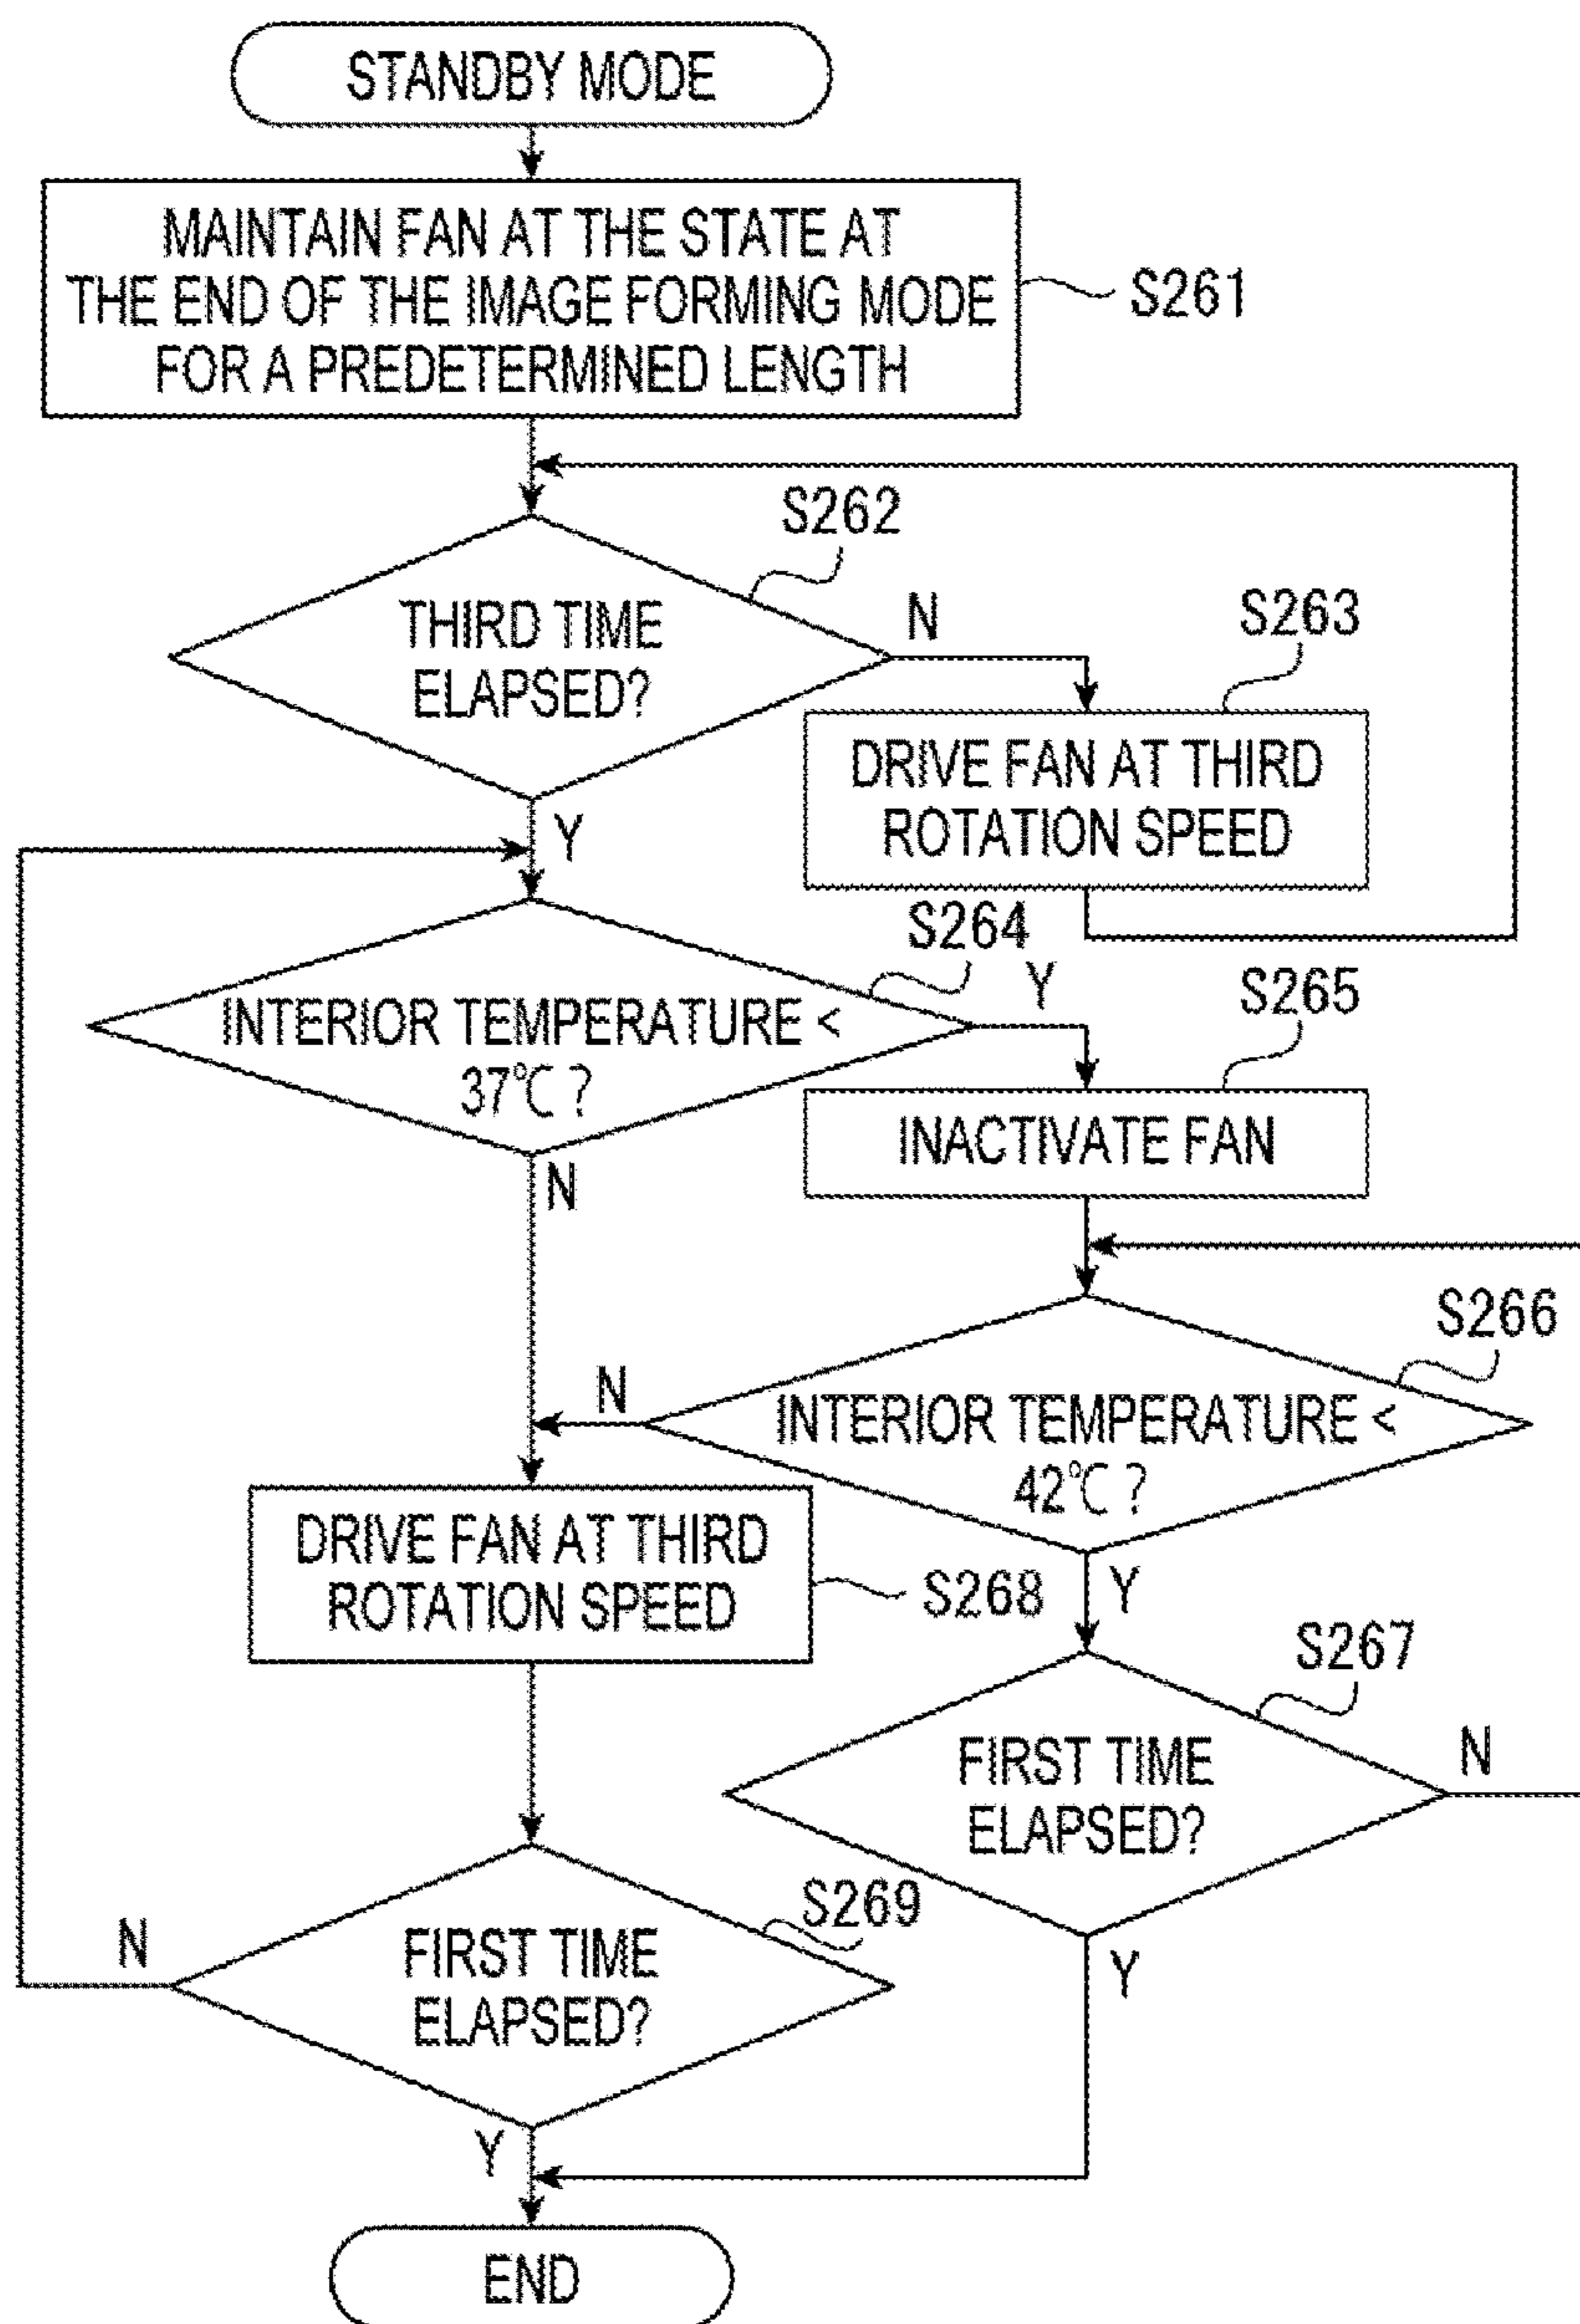 STANDBY MODE
MAINTAIN FAN AT THE STATE AT
THE END OF THE IMAGE FORMING MODE
FOR A PREDETERMINED LENGTH
S261
S262
THIRD TIME
ELAPSED?
N
S263
DRIVE FAN AT THIRD
ROTATION SPEED
Y
S264
INTERIOR TEMPERATURE <
37℃ ?
Y
S265
INACTIVATE FAN
N
S266
INTERIOR TEMPERATURE <
42℃ ?
N
Y
DRIVE FAN AT THIRD
ROTATION SPEED
S268
S267
FIRST TIME
ELAPSED?
N
Y
S269
FIRST TIME
ELAPSED?
N
Y
END